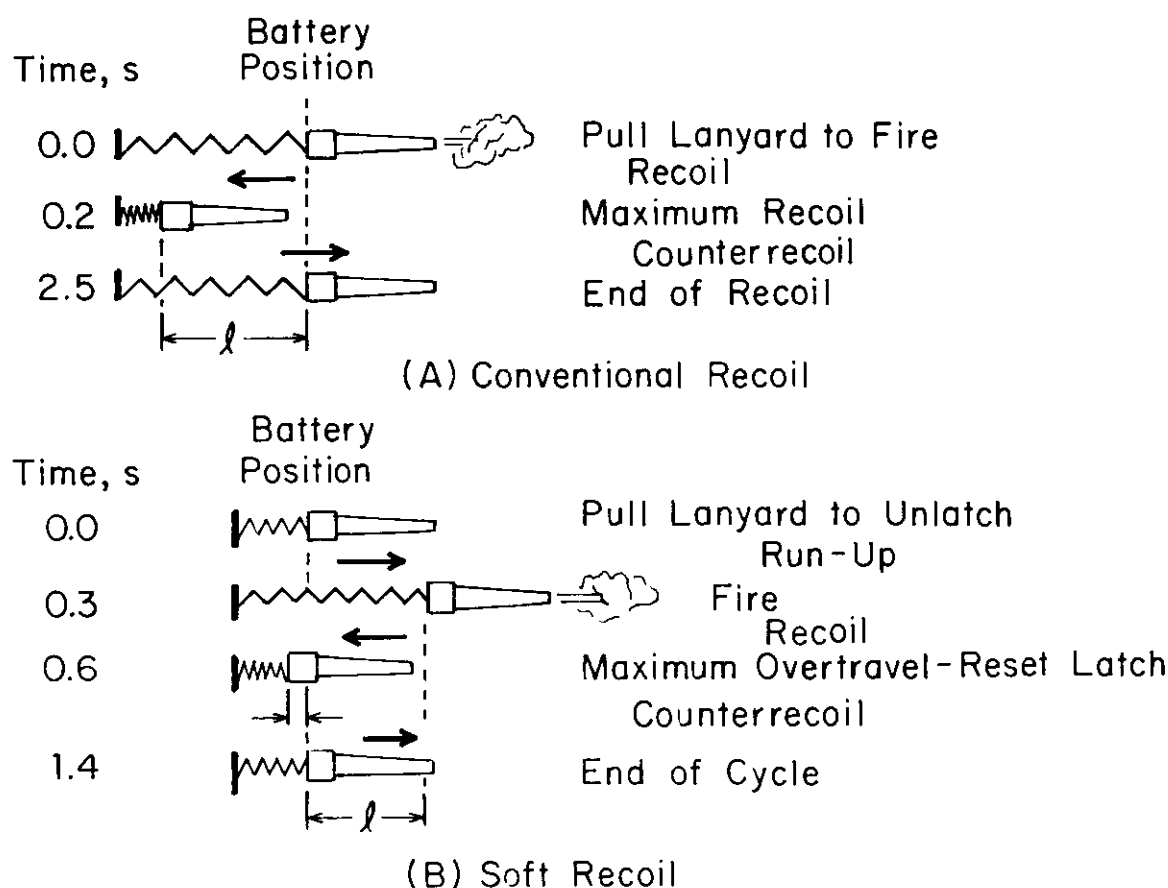 Battery
Time, s Position
0.0 Pull Lanyard to Fire
Recoil
0.2 Maximum Recoil
Counterrecoil
2.5 End of Recoil
l
(A) Conventional Recoil
Battery
Time, s Position
0.0 Pull Lanyard to Unlatch
Run-Up
0.3 Fire
Recoil
0.6 Maximum Overtravel-Reset Latch
Counterrecoil
1.4 End of Cycle
l
(B) Soft Recoil